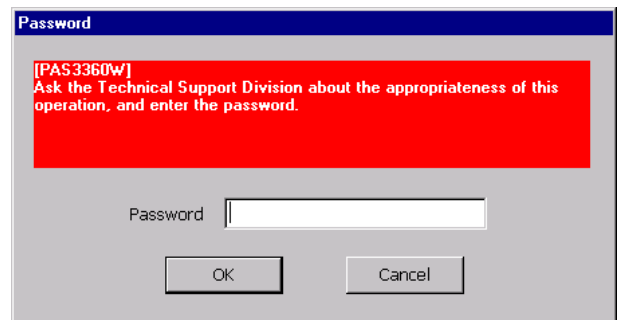 Password
[PAS3360W]
Ask the Technical Support Division about the appropriateness of this
operation, and enter the password.
Password
OK Cancel